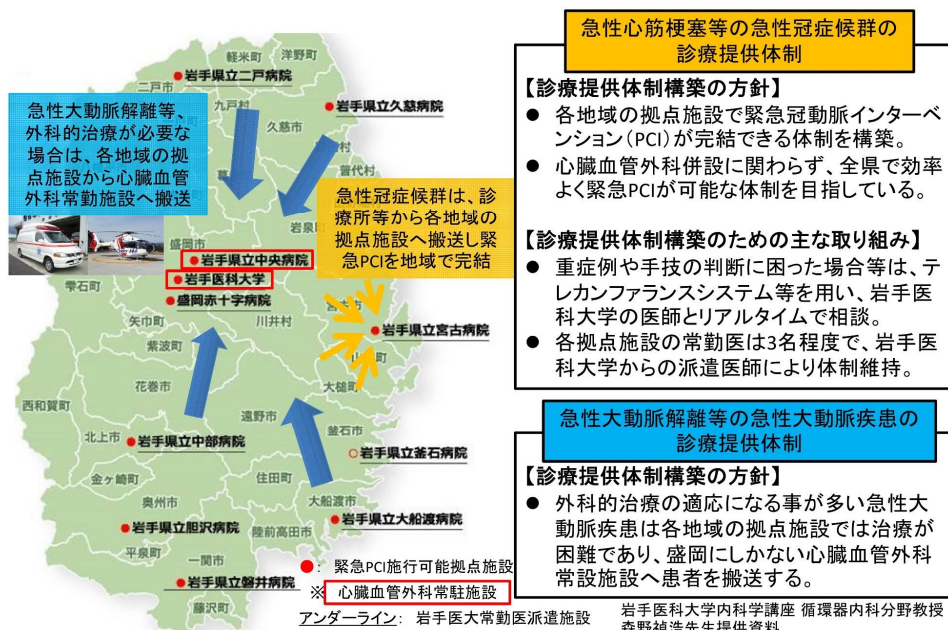 軽米町
洋野町
岩手県立二戸病院
二戸市
九戸村
岩手県立久慈病院
久慈市
普代村
急性大動脈解離等、
外科的治療が必要な
場合は、各地域の拠
点施設から心臓血管
外科常勤施設へ搬送
急性冠症候群は、診
療所等から各地域の
拠点施設へ搬送し緊
急PCIを地域で完結
岩泉町
盛岡市
岩手県立中央病院
岩手医科大学
雫石町
盛岡赤十字病院
宮古市
矢巾町
川井村
岩手県立宮古病院
紫波町
山田町
花巻市
大槌町
西和賀町
遠野市
釜石市
北上市
岩手県立中部病院
岩手県立釜石病院
金ヶ崎町
住田町
奥州市
大船渡市
岩手県立胆沢病院
陸前高田市
岩手県立大船渡病院
平泉町
一関市
岩手県立磐井病院
藤沢町
●: 緊急PCI施行可能拠点施設
※ 心臓血管外科常駐施設
アンダーライン: 岩手医大常勤医派遣施設
急性心筋梗塞等の急性冠症候群の
診療提供体制
【診療提供体制構築の方針】
● 各地域の拠点施設で緊急冠動脈インターベ
ンション(PCI)が完結できる体制を構築。
● 心臓血管外科併設に関わらず、全県で効率
よく緊急PCIが可能な体制を目指している。
【診療提供体制構築のための主な取り組み】
● 重症例や手技の判断に困った場合等は、テ
レカンファランスシステム等を用い、岩手医
科大学の医師とリアルタイムで相談。
● 各拠点施設の常勤医は3名程度で、岩手医
科大学からの派遣医師により体制維持。
急性大動脈解離等の急性大動脈疾患の
診療提供体制
【診療提供体制構築の方針】
● 外科的治療の適応になる事が多い急性大
動脈疾患は各地域の拠点施設では治療が
困難であり、盛岡にしかない心臓血管外科
常設施設へ患者を搬送する。
岩手医科大学内科学講座 循環器内科分野教授
森野禎浩先生提供資料